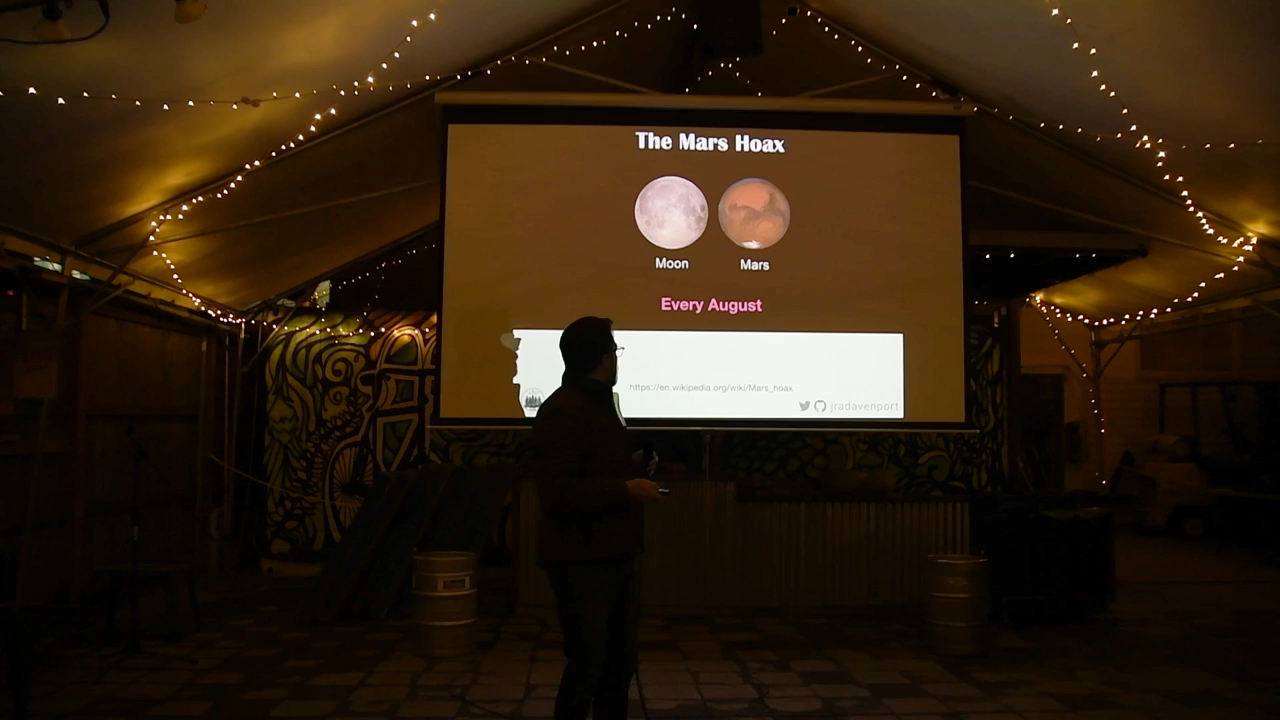 The Mars Hoax
Moon
Mars
Every August
https://en.wikipedia.org/wiki/Mars_hoax
jradavenport